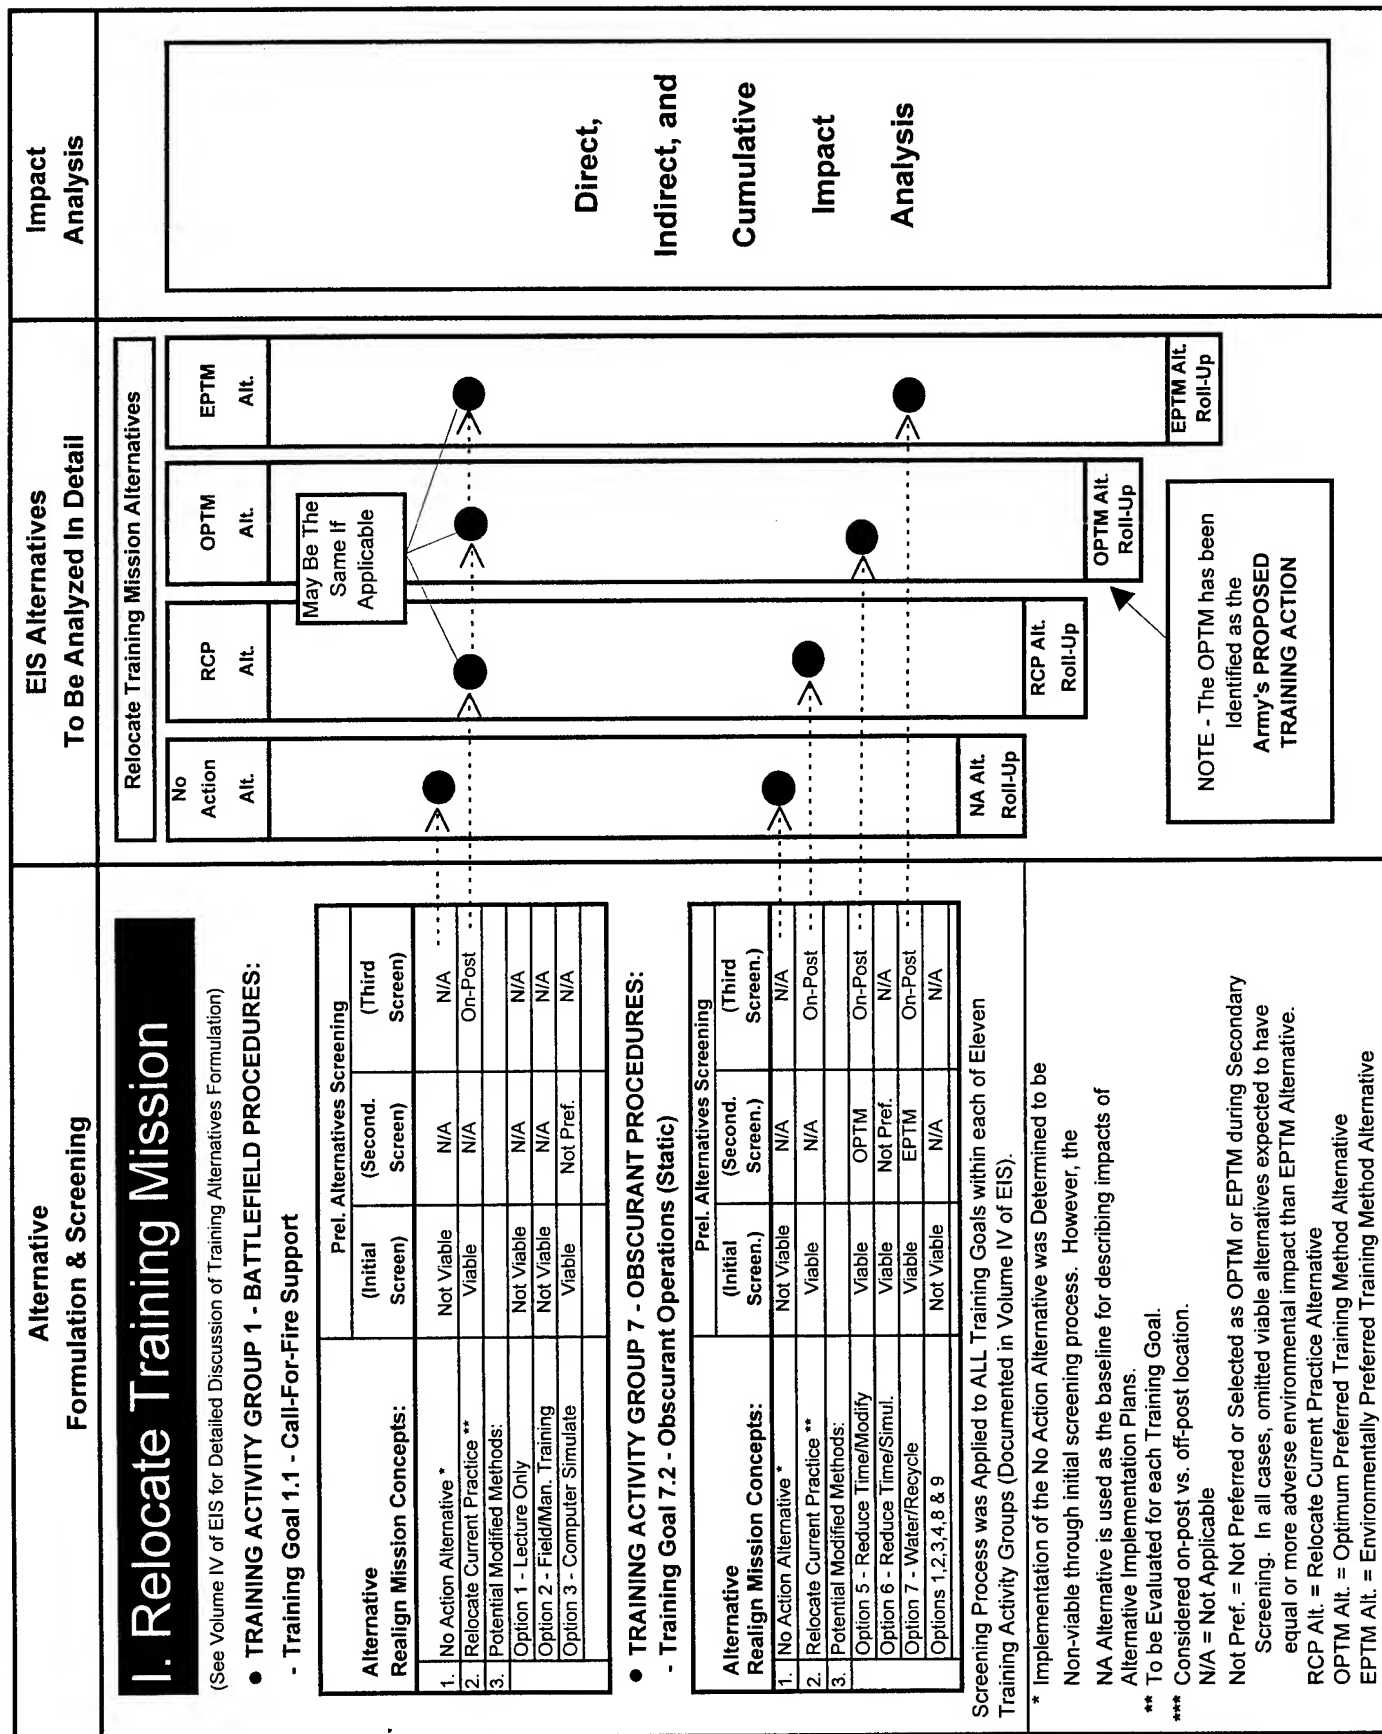 Alternative
Formulation & Screening
EIS Alternatives
To Be Analyzed In Detail
Impact
Analysis
I. Relocate Training Mission
(See Volume IV of EIS for Detailed Discussion of Training Alternatives Formulation)
● TRAINING ACTIVITY GROUP 1 - BATTLEFIELD PROCEDURES:
- Training Goal 1.1 - Call-For-Fire Support
Alternative
Realign Mission Concepts:
Prel. Alternatives Screening
(Initial
Screen)
(Second.
Screen)
(Third
Screen)
1. No Action Alternative * Not Viable N/A N/A
2. Relocate Current Practice ** Viable N/A On-Post
3. Potential Modified Methods:
Option 1 - Lecture Only Not Viable N/A N/A
Option 2 - Field/Man. Training Not Viable N/A N/A
Option 3 - Computer Simulate Viable Not Pref. N/A
● TRAINING ACTIVITY GROUP 7 - OBSCURANT PROCEDURES:
- Training Goal 7.2 - Obscurant Operations (Static)
Alternative
Realign Mission Concepts:
Prel. Alternatives Screening
(Initial
Screen.)
(Second.
Screen.)
(Third
Screen.)
1. No Action Alternative * Not Viable N/A N/A
2. Relocate Current Practice ** Viable N/A On-Post
3. Potential Modified Methods:
Option 5 - Reduce Time/Modify Viable OPTM On-Post
Option 6 - Reduce Time/Simul. Viable Not Pref. N/A
Option 7 - Water/Recycle Viable EPTM On-Post
Options 1,2,3,4,8 & 9 Not Viable N/A N/A
Screening Process was Applied to ALL Training Goals within each of Eleven
Training Activity Groups (Documented in Volume IV of EIS).
* Implementation of the No Action Alternative was Determined to be
Non-viable through initial screening process. However, the
NA Alternative is used as the baseline for describing impacts of
Alternative Implementation Plans.
** To be Evaluated for each Training Goal.
*** Considered on-post vs. off-post location.
N/A = Not Applicable
Not Pref. = Not Preferred or Selected as OPTM or EPTM during Secondary
Screening. In all cases, omitted viable alternatives expected to have
equal or more adverse environmental impact than EPTM Alternative.
RCP Alt. = Relocate Current Practice Alternative
OPTM Alt. = Optimum Preferred Training Method Alternative
EPTM Alt. = Environmentally Preferred Training Method Alternative
Relocate Training Mission Alternatives
No
Action
Alt.
RCP
Alt.
OPTM
Alt.
EPTM
Alt.
May Be The
Same If
Applicable
NA Alt.
Roll-Up
RCP Alt.
Roll-Up
OPTM Alt.
Roll-Up
EPTM Alt.
Roll-Up
NOTE - The OPTM has been
Identified as the
Army's PROPOSED
TRAINING ACTION
Direct,
Indirect, and
Cumulative
Impact
Analysis